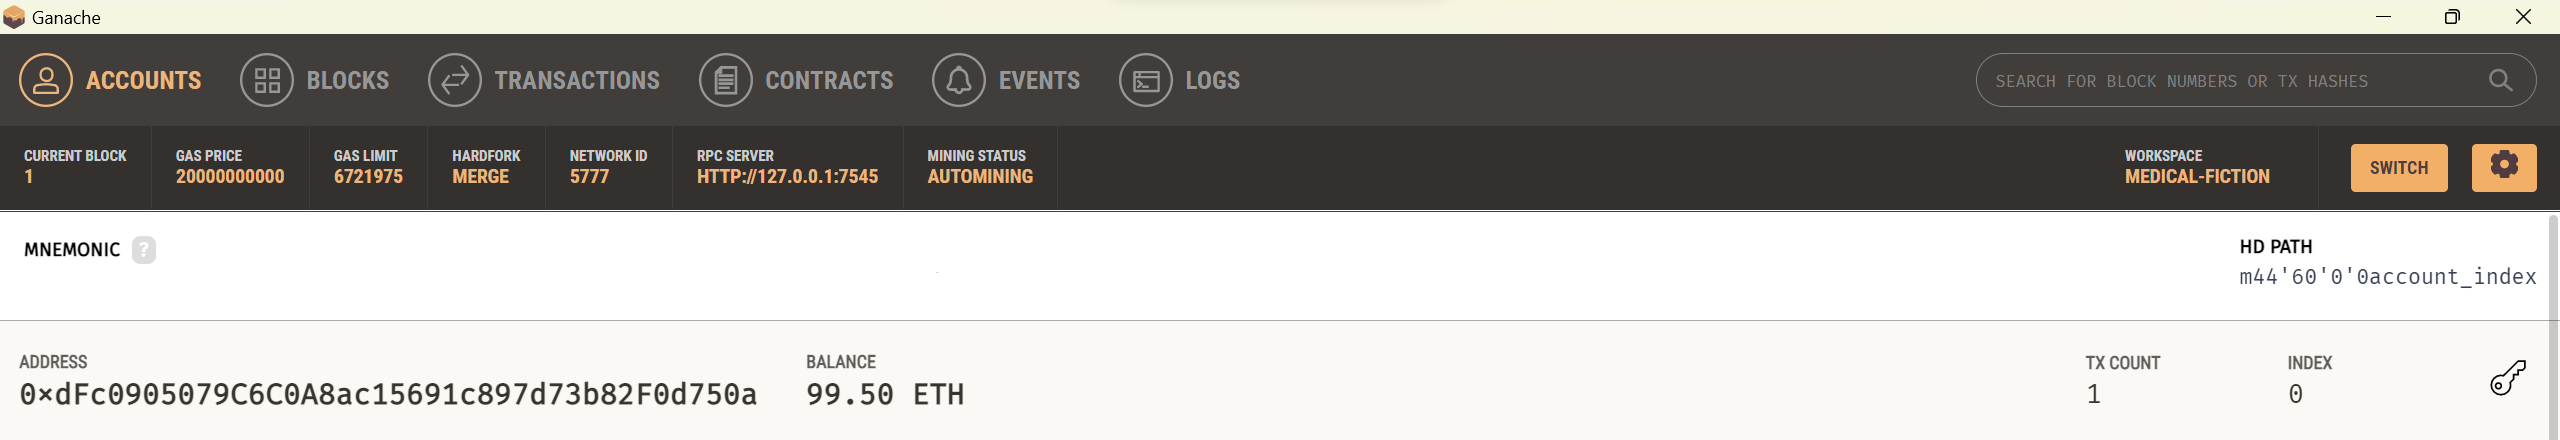 Ganache
ACCOUNTS BLOCKS TRANSACTIONS CONTRACTS EVENTS LOGS SEARCH FOR BLOCK NUMBERS OR TX HASHES
CURRENT BLOCK GAS PRICE GAS LIMIT HARDFORK NETWORK ID RPC SERVER MINING STATUS WORKSPACE
1 20000000000 6721975 MERGE 5777 HTTP://127.0.0.1:7545 AUTOMINING MEDICAL-FICTION SWITCH
MNEMONIC ? HD PATH
m44'60'0'0account_index
ADDRESS BALANCE TX COUNT INDEX
0×dFc0905079C6C0A8ac15691c897d73b82F0d750a 99.50 ETH 1 0